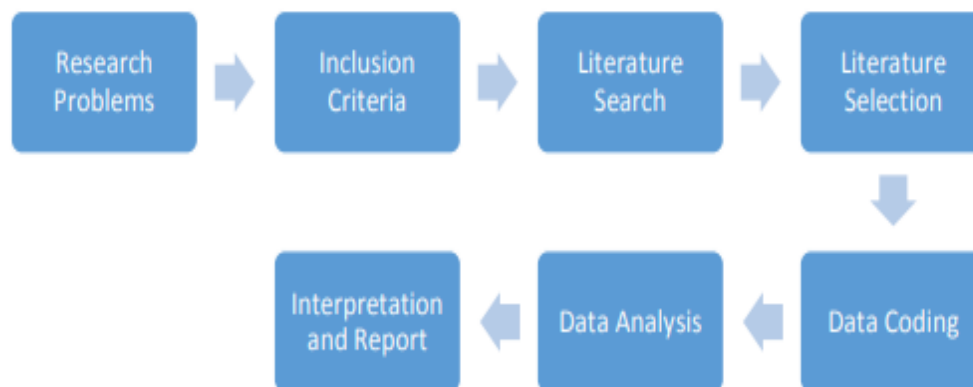 Research
Problems
Inclusion
Criteria
Literature
Search
Literature
Selection
Data Coding
Data Analysis
Interpretation
and Report